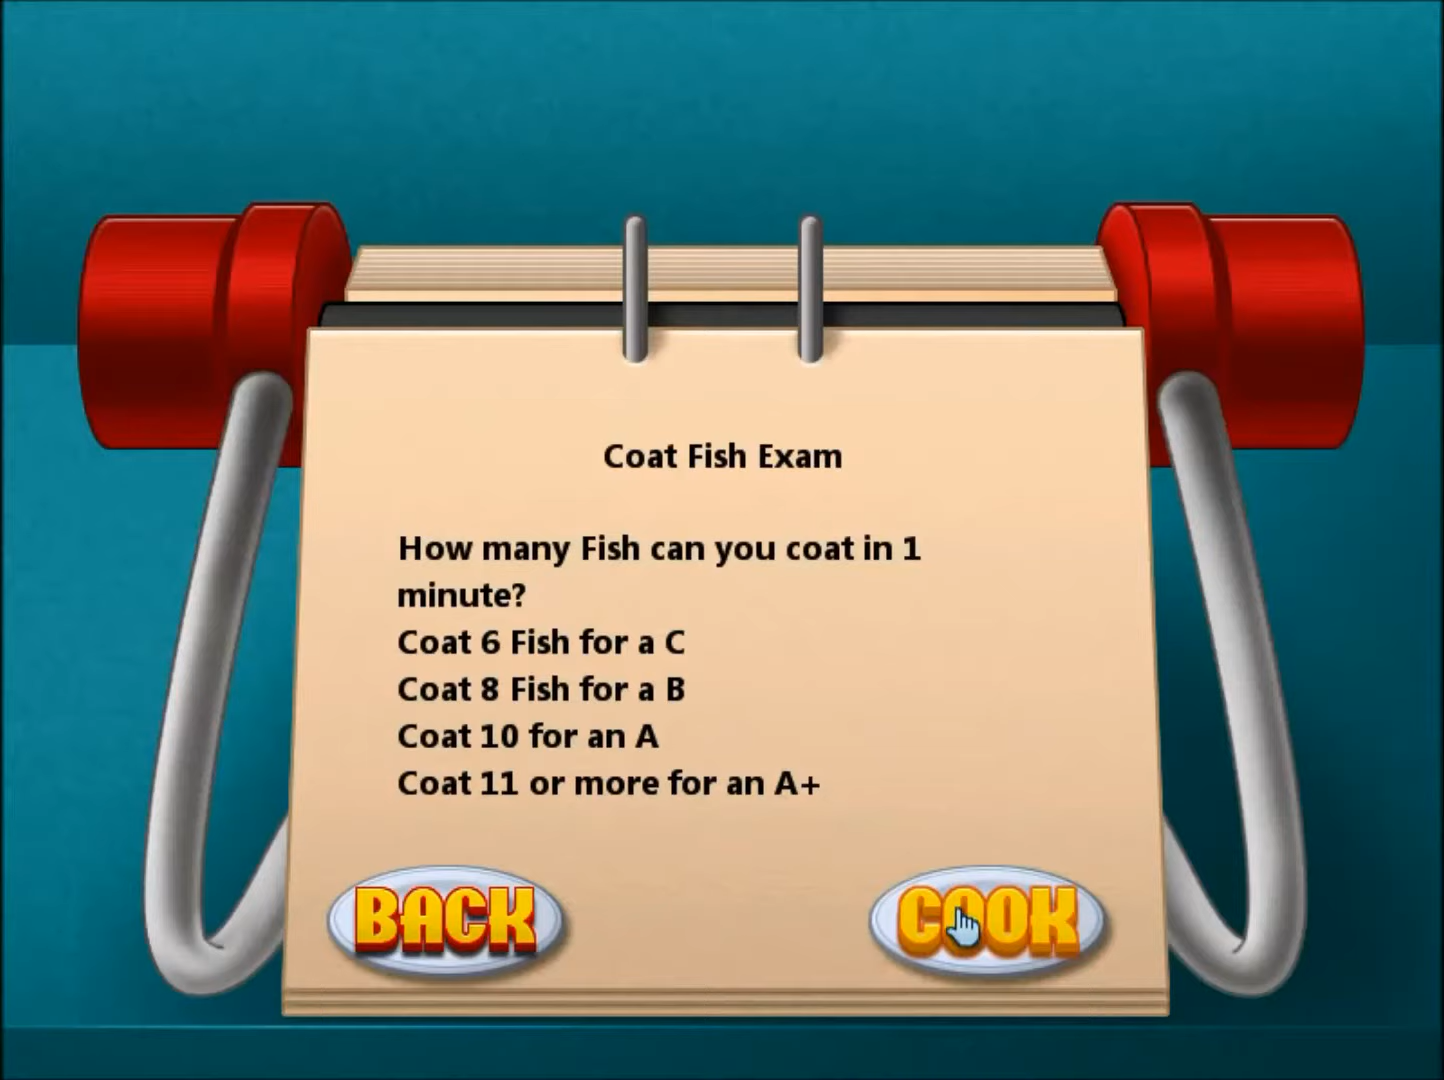 Coat Fish Exam
How many Fish can you coat in 1
minute?
Coat 6 Fish for a C
Coat 8 Fish for a B
Coat 10 for an A
Coat 11 or more for an A+
BACK
COOK